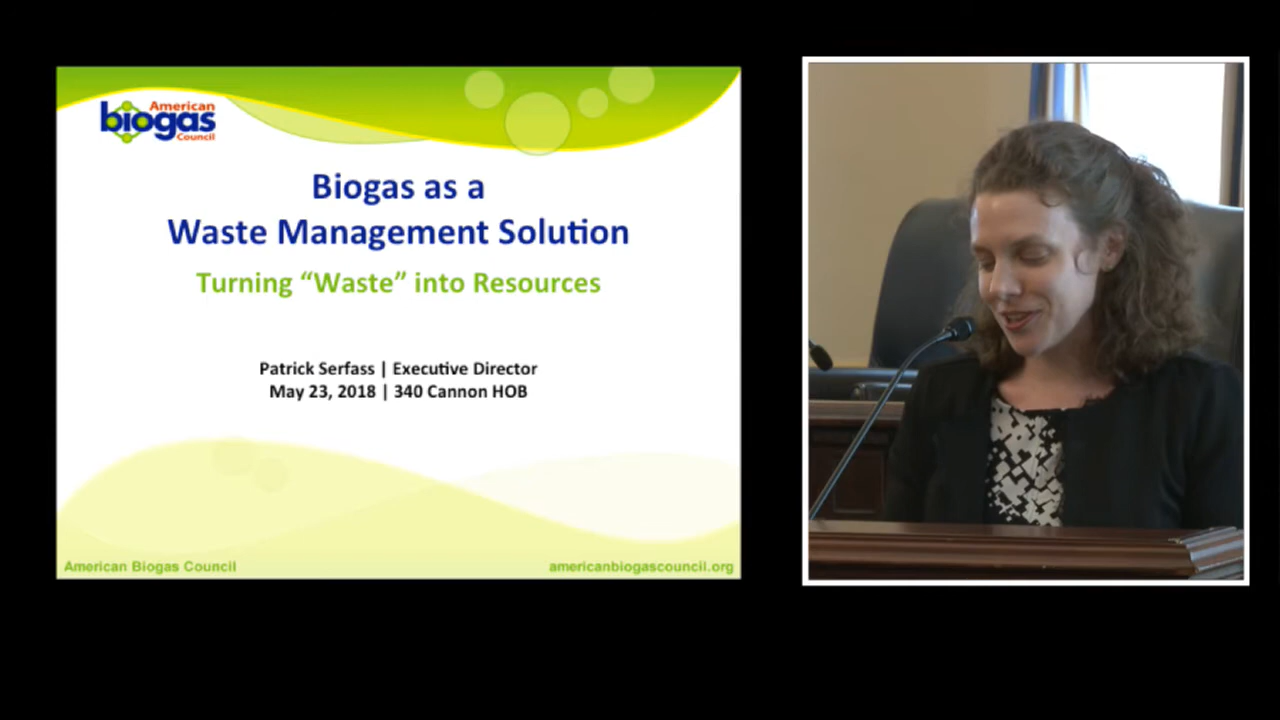 American
biogas
Council
Biogas as a
Waste Management Solution
Turning “Waste” into Resources
Patrick Serfass | Executive Director
May 23, 2018 | 340 Cannon HOB
American Biogas Council
americanbiogascouncil.org